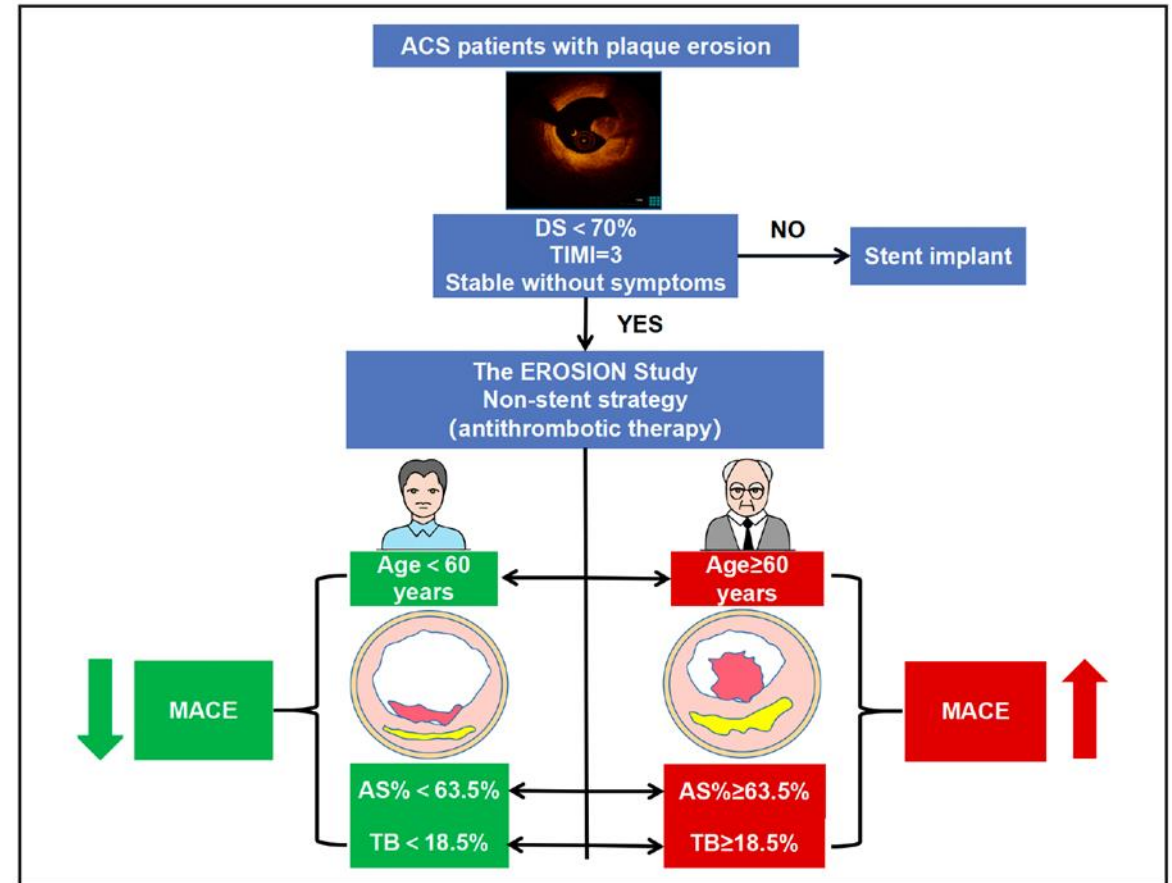 ACS patients with plaque erosion
DS < 70%
TIMI=3
Stable without symptoms
NO
Stent implant
YES
The EROSION Study
Non-stent strategy
(antithrombotic therapy)
Age < 60
years
Age≥60
years
MACE
MACE
AS% < 63.5%
AS%≥63.5%
TB < 18.5%
TB≥18.5%